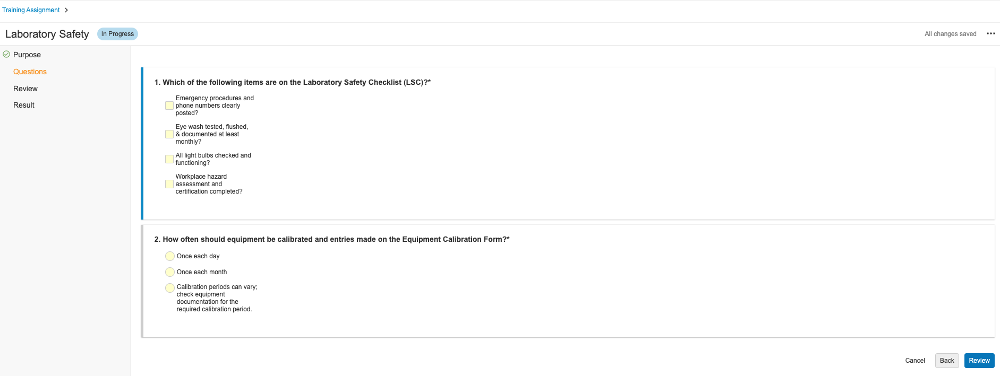 Training Assignment
Laboratory Safety In Progress
All changes saved
Purpose
Questions
Review
Result
1. Which of the following items are on the Laboratory Safety Checklist (LSC)?*
Emergency procedures and
phone numbers clearly
posted?
Eye wash tested, flushed,
& documented at least
monthly?
All light bulbs checked and
functioning?
Workplace hazard
assessment and
certification completed?
2. How often should equipment be calibrated and entries made on the Equipment Calibration Form?*
Once each day
Once each month
Calibration periods can vary;
check equipment
documentation for the
required calibration period.
Cancel Back Review